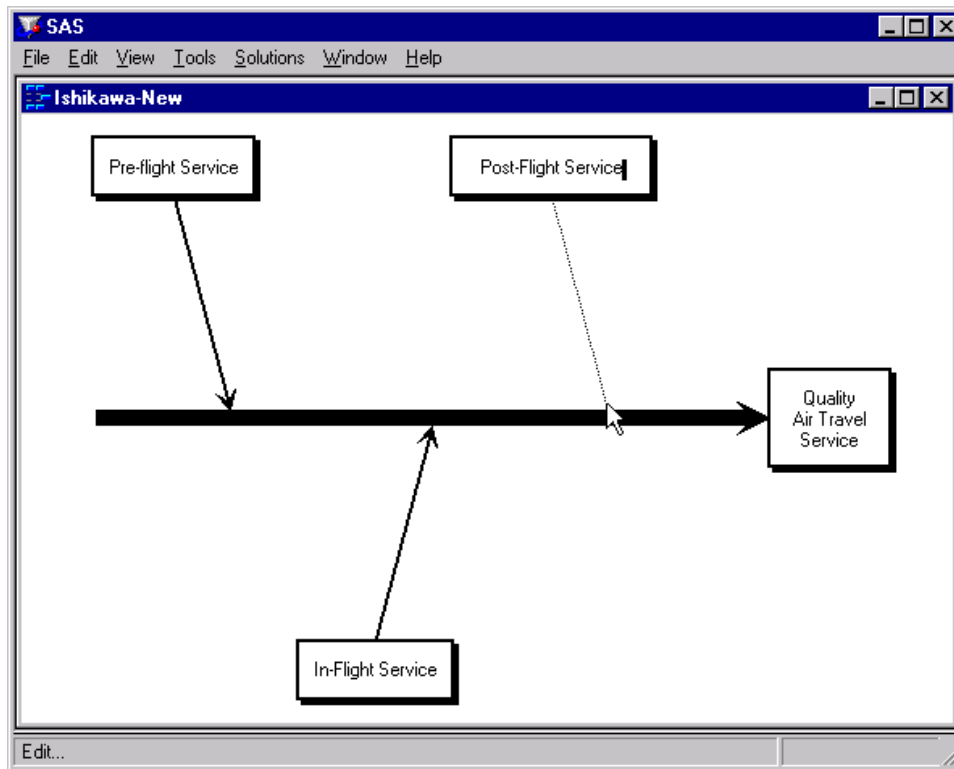 SAS
File Edit View Tools Solutions Window Help
Ishikawa-New
Pre-flight Service
Post-Flight Service
Quality
Air Travel
Service
In-Flight Service
Edit...